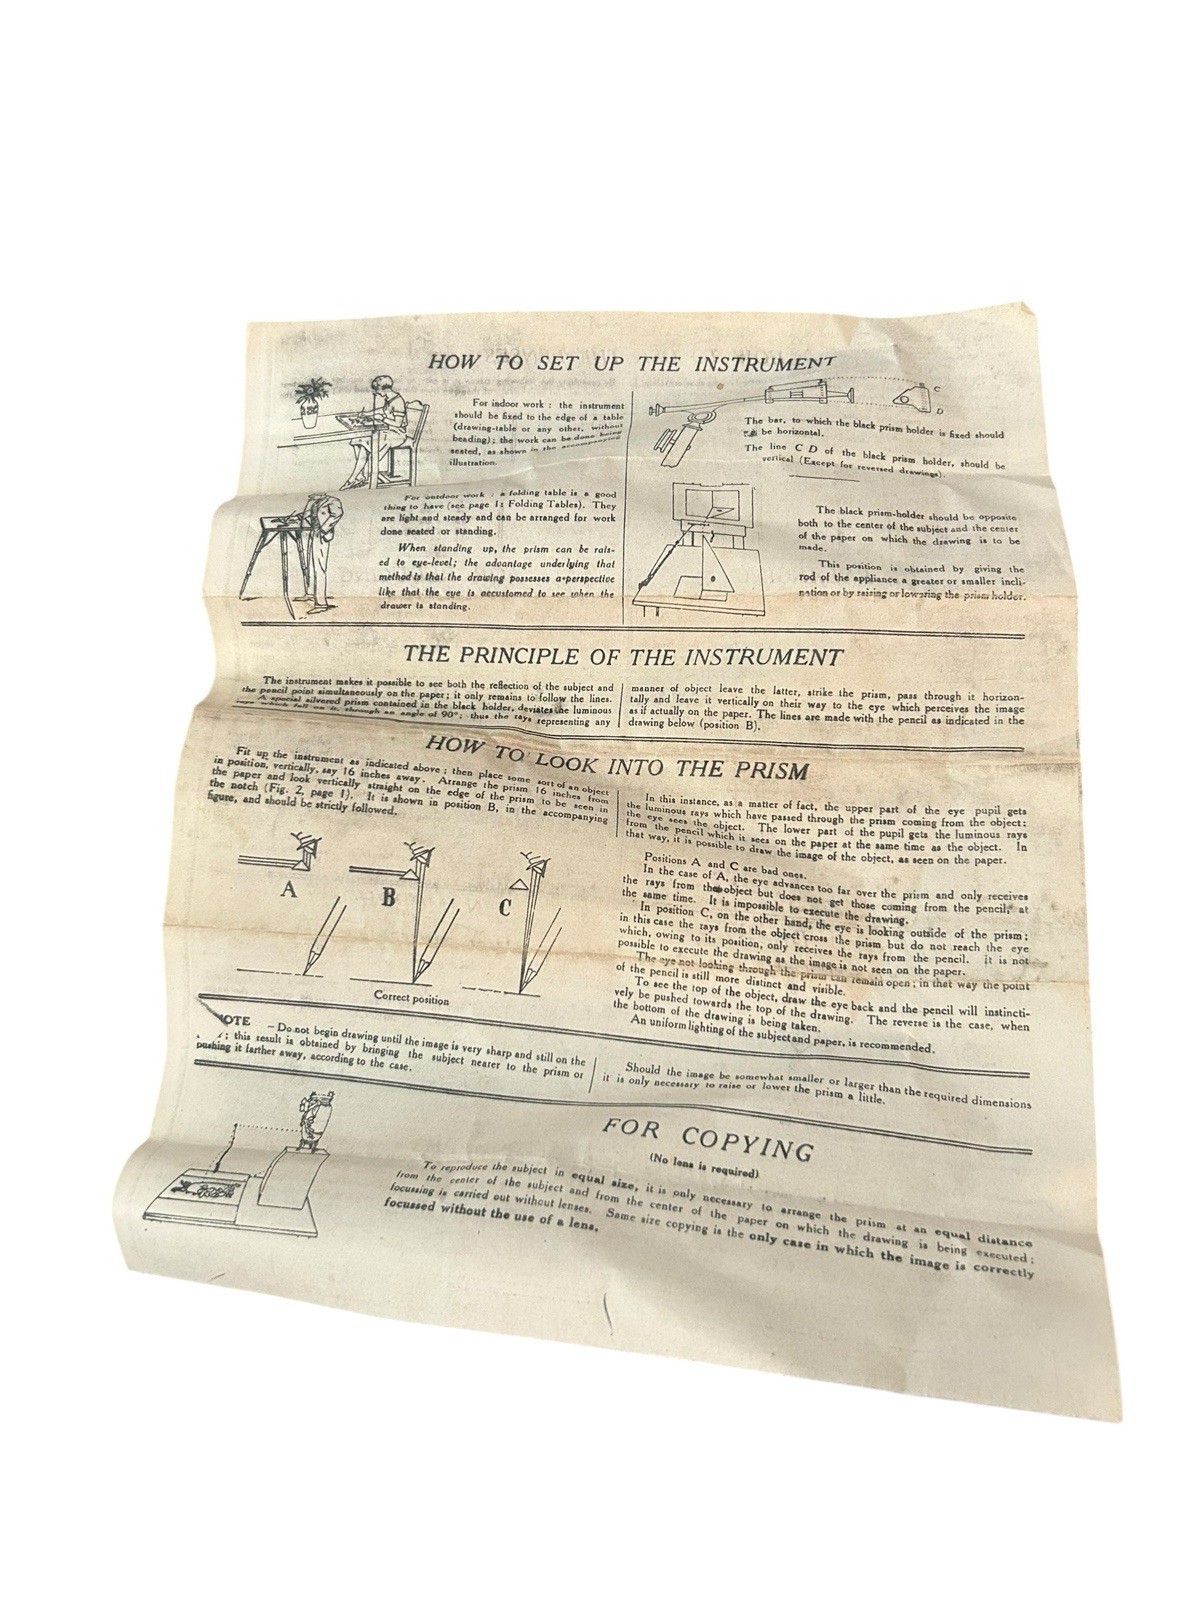 HOW TO SET UP THE INSTRUMENT
For indoor work : the instrument
should be fixed to the edge of a table
(drawing-table or any other, without
beading); the work can be done being
seated, as shown in the accompanying
illustration.
For outdoor work : a folding table is a good
thing to have (see page 1: Folding Tables). They
are light and steady and can be arranged for work
done seated or standing.
When standing up, the prism can be rais-
ed to eye-level; the advantage underlying that
method is that the drawing possesses a perspective
like that the eye is accustomed to see when the
drawer is standing.
C
D
The bar, to which the black prism holder is fixed should
be horizontal.
The line C D of the black prism holder, should be
vertical (Except for reversed drawings).
The black prism-holder should be opposite
both to the center of the subject and the center
of the paper on which the drawing is to be
made.
This position is obtained by giving the
rod of the appliance a greater or smaller incli-
nation or by raising or lowering the prism holder.
THE PRINCIPLE OF THE INSTRUMENT
The instrument makes it possible to see both the reflection of the subject and
the pencil point simultaneously on the paper; it only remains to follow the lines.
A special silvered prism contained in the black holder, deviates the luminous
rays which fall on it, through an angle of 90°; thus the rays representing any
manner of object leave the latter, strike the prism, pass through it horizon-
tally and leave it vertically on their way to the eye which perceives the image
as if actually on the paper. The lines are made with the pencil as indicated in the
drawing below (position B).
HOW TO LOOK INTO THE PRISM
Fit up the instrument as indicated above ; then place some sort of an object
in position, vertically, say 16 inches away. Arrange the prism 16 inches from
the paper and look vertically straight on the edge of the prism to be seen in
the notch (Fig. 2, page 1). It is shown in position B, in the accompanying
figure, and should be strictly followed.
A
B
C
Correct position
In this instance, as a matter of fact, the upper part of the eye pupil gets
the luminous rays which have passed through the prism coming from the object:
the eye sees the object. The lower part of the pupil gets the luminous rays
from the pencil which it sees on the paper at the same time as the object. In
that way, it is possible to draw the image of the object, as seen on the paper.
Positions A and C are bad ones.
In the case of A, the eye advances too far over the prism and only receives
the rays from the object but does not get those coming from the pencil, at
the same time. It is impossible to execute the drawing.
In position C, on the other hand, the eye is looking outside of the prism;
in this case the rays from the object cross the prism but do not reach the eye
which, owing to its position, only receives the rays from the pencil. It is not
possible to execute the drawing as the image is not seen on the paper.
The eye not looking through the prism can remain open; in that way the point
of the pencil is still more distinct and visible.
To see the top of the object, draw the eye back and the pencil will instincti-
vely be pushed towards the top of the drawing. The reverse is the case, when
the bottom of the drawing is being taken.
An uniform lighting of the subject and paper, is recommended.
OTE — Do not begin drawing until the image is very sharp and still on the
; this result is obtained by bringing the subject nearer to the prism or
pushing it farther away, according to the case.
Should the image be somewhat smaller or larger than the required dimensions
it is only necessary to raise or lower the prism a little.
FOR COPYING
(No lens is required)
To reproduce the subject in equal size, it is only necessary to arrange the prism at an equal distance
from the center of the subject and from the center of the paper on which the drawing is being executed ;
focussing is carried out without lenses. Same size copying is the only case in which the image is correctly
focussed without the use of a lens.